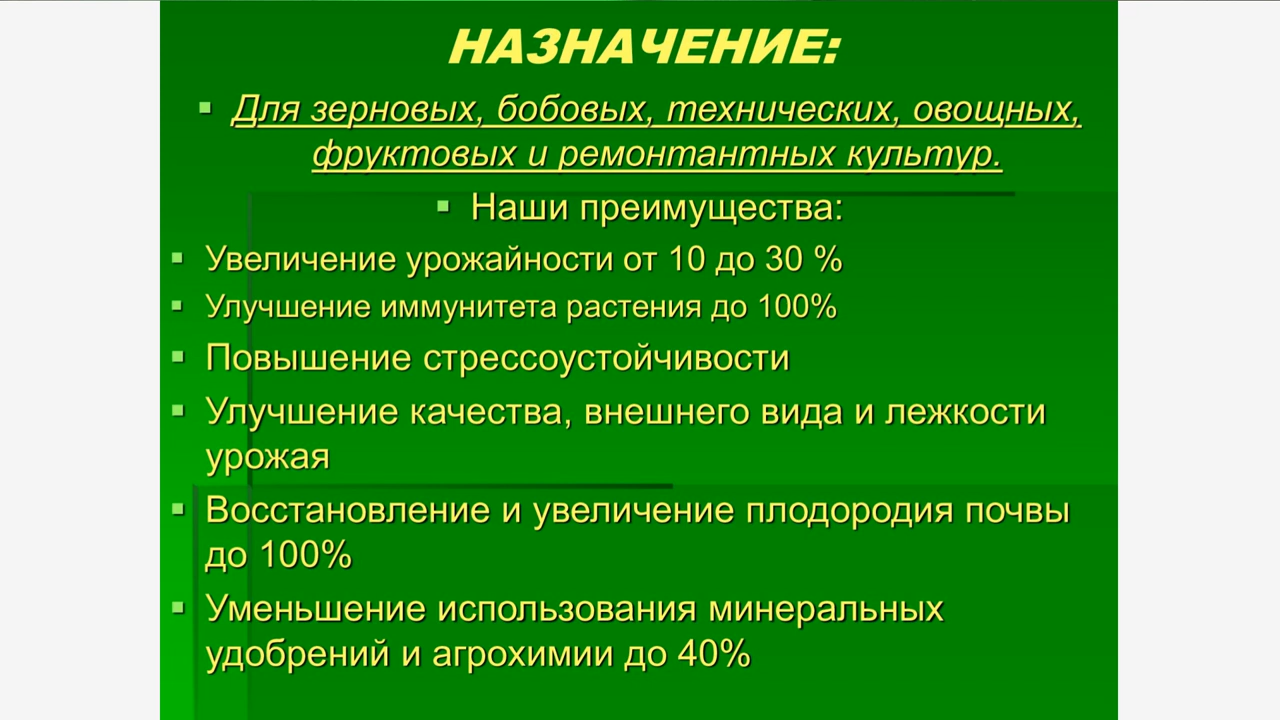 НАЗНАЧЕНИЕ:
Для зерновых, бобовых, технических, овощных,
фруктовых и ремонтантных культур.
Наши преимущества:
Увеличение урожайности от 10 до 30 %
Улучшение иммунитета растения до 100%
Повышение стрессоустойчивости
Улучшение качества, внешнего вида и лежкости
урожая
Восстановление и увеличение плодородия почвы
до 100%
Уменьшение использования минеральных
удобрений и агрохимии до 40%